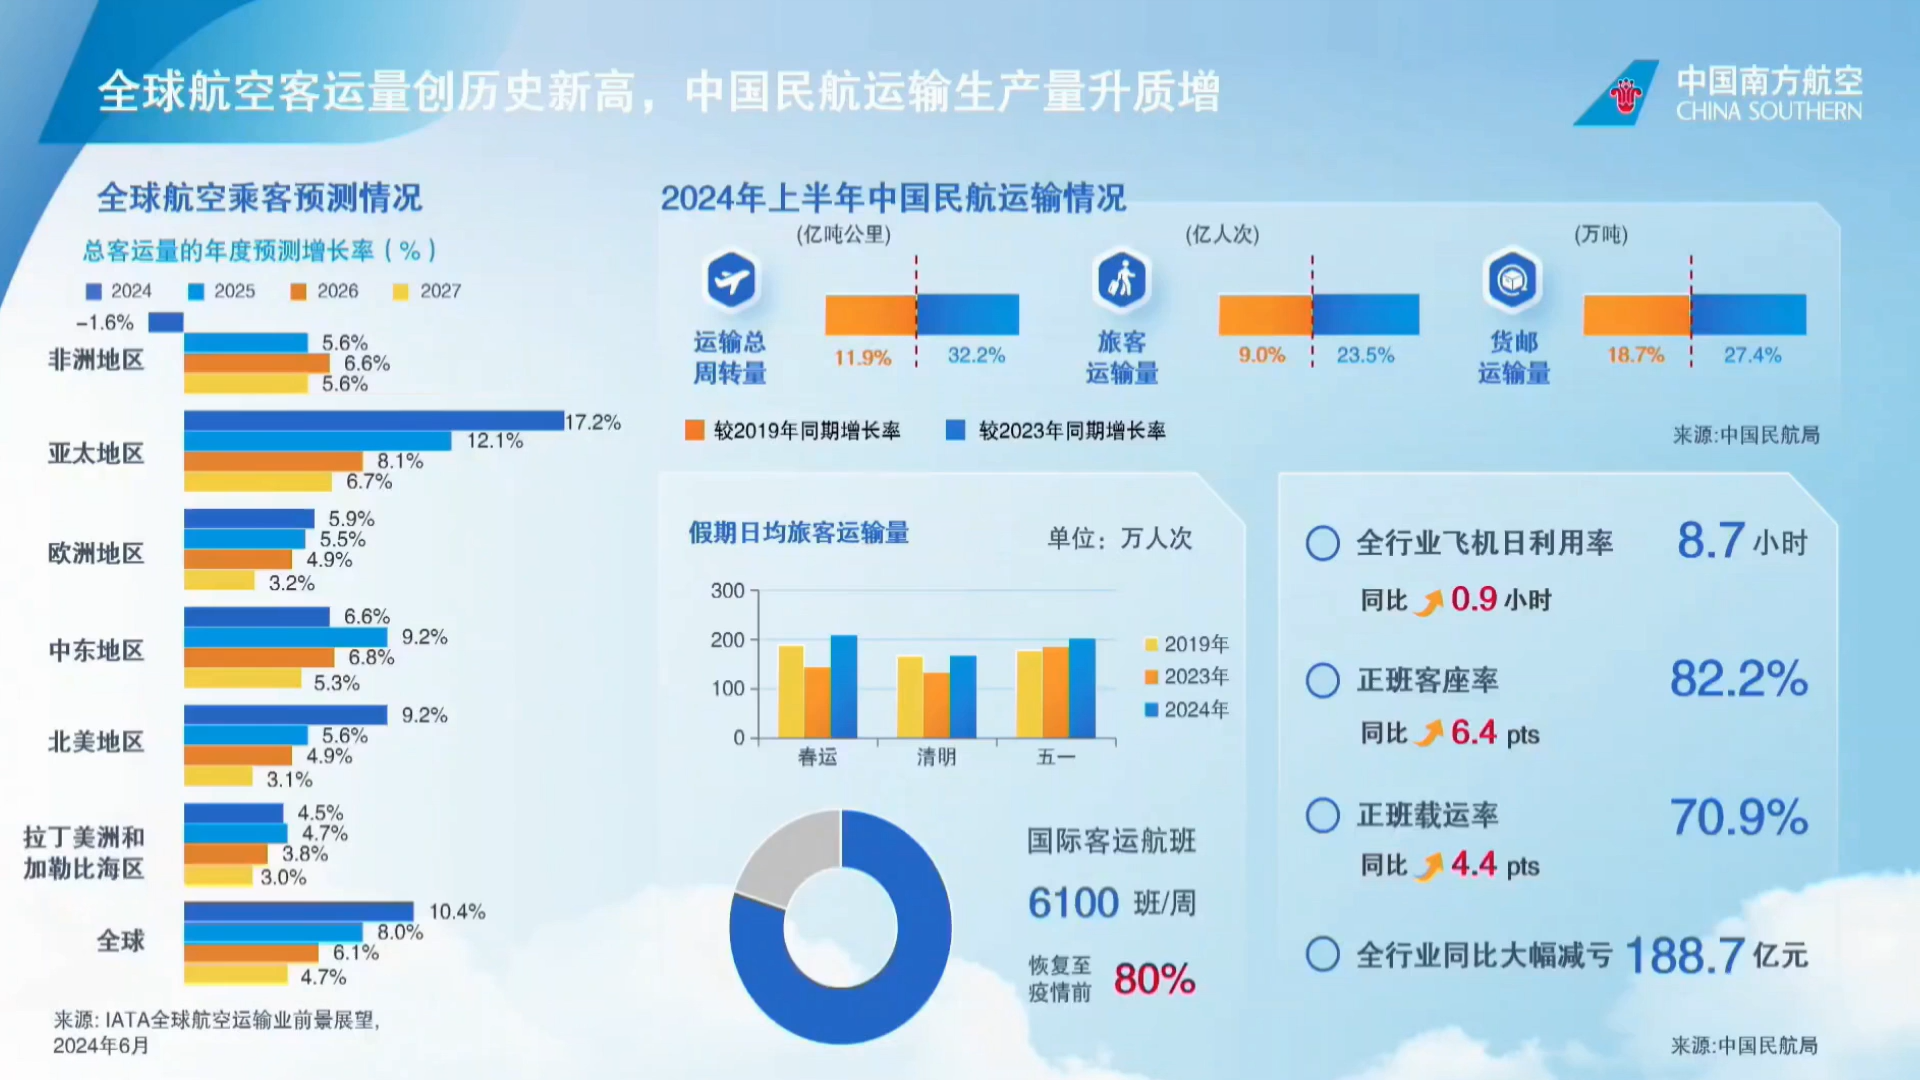 全球航空客运量创历史新高，中国民航运输生产量升质增
中国南方航空
CHINA SOUTHERN
全球航空乘客预测情况
总客运量的年度预测增长率（%）
2024 2025 2026 2027
-1.6%
非洲地区
5.6%
6.6%
5.6%
亚太地区
17.2%
12.1%
8.1%
6.7%
欧洲地区
5.9%
5.5%
4.9%
3.2%
中东地区
6.6%
9.2%
6.8%
5.3%
北美地区
9.2%
5.6%
4.9%
3.1%
拉丁美洲和
加勒比海区
4.5%
4.7%
3.8%
3.0%
全球
10.4%
8.0%
6.1%
4.7%
来源: IATA全球航空运输业前景展望,
2024年6月
2024年上半年中国民航运输情况
(亿吨公里)
运输总
周转量
11.9% 32.2%
(亿人次)
旅客
运输量
9.0% 23.5%
(万吨)
货邮
运输量
18.7% 27.4%
较2019年同期增长率 较2023年同期增长率
来源:中国民航局
假期日均旅客运输量
单位：万人次
300
200
100
0
春运 清明 五一
2019年
2023年
2024年
国际客运航班
6100 班/周
恢复至
疫情前
80%
全行业飞机日利用率 8.7小时
同比 0.9 小时
正班客座率 82.2%
同比 6.4 pts
正班载运率 70.9%
同比 4.4 pts
全行业同比大幅减亏 188.7亿元
来源:中国民航局